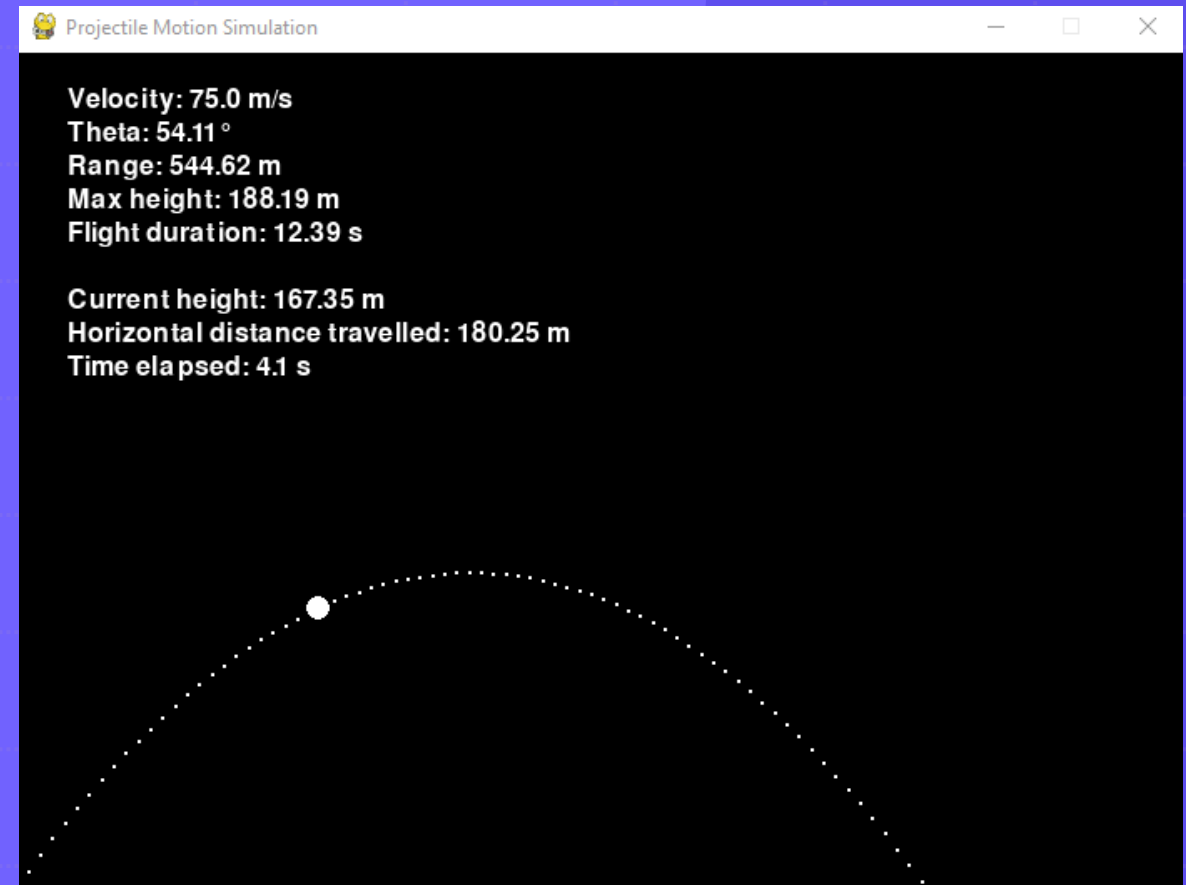 Projectile Motion Simulation
Velocity: 75.0 m/s
Theta: 54.11°
Range: 544.62 m
Max height: 188.19 m
Flight duration: 12.39 s
Current height: 167.35 m
Horizontal distance travelled: 180.25 m
Time elapsed: 4.1 s